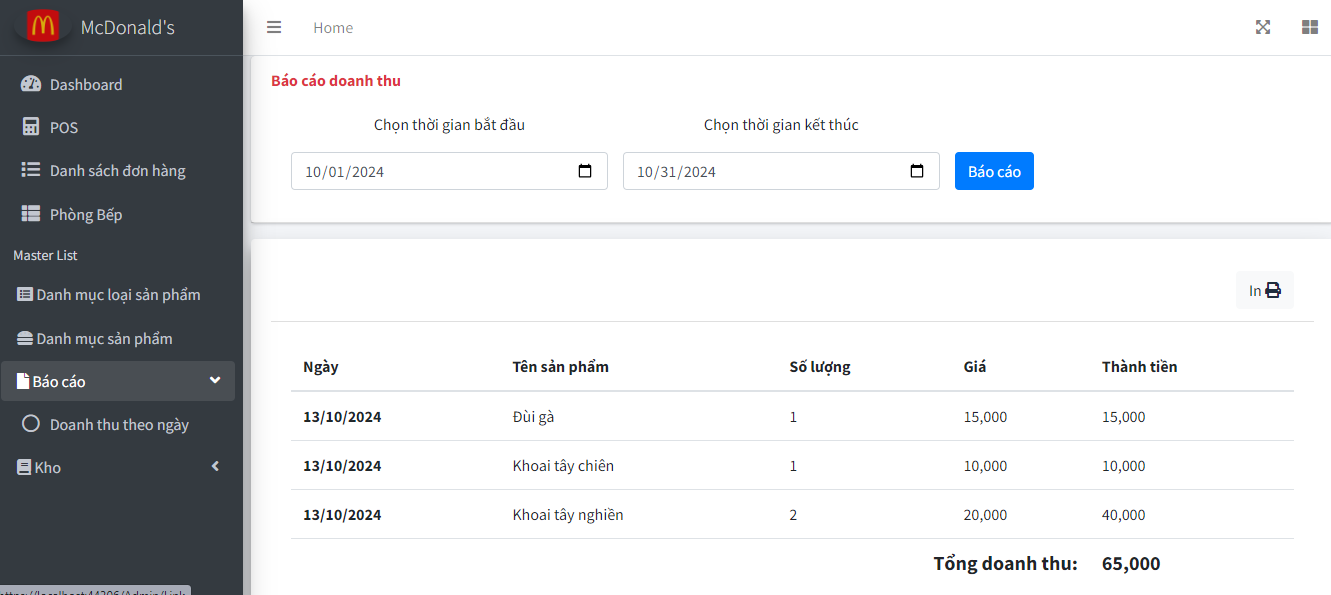 McDonald's
Home
Dashboard
POS
Danh sách đơn hàng
Phòng Bếp
Master List
Danh mục loại sản phẩm
Danh mục sản phẩm
Báo cáo
Doanh thu theo ngày
Kho
Báo cáo doanh thu
Chọn thời gian bắt đầu Chọn thời gian kết thúc
10/01/2024 10/31/2024 Báo cáo
In
Ngày Tên sản phẩm Số lượng Giá Thành tiền
13/10/2024 Đùi gà 1 15,000 15,000
13/10/2024 Khoai tây chiên 1 10,000 10,000
13/10/2024 Khoai tây nghiền 2 20,000 40,000
Tổng doanh thu: 65,000